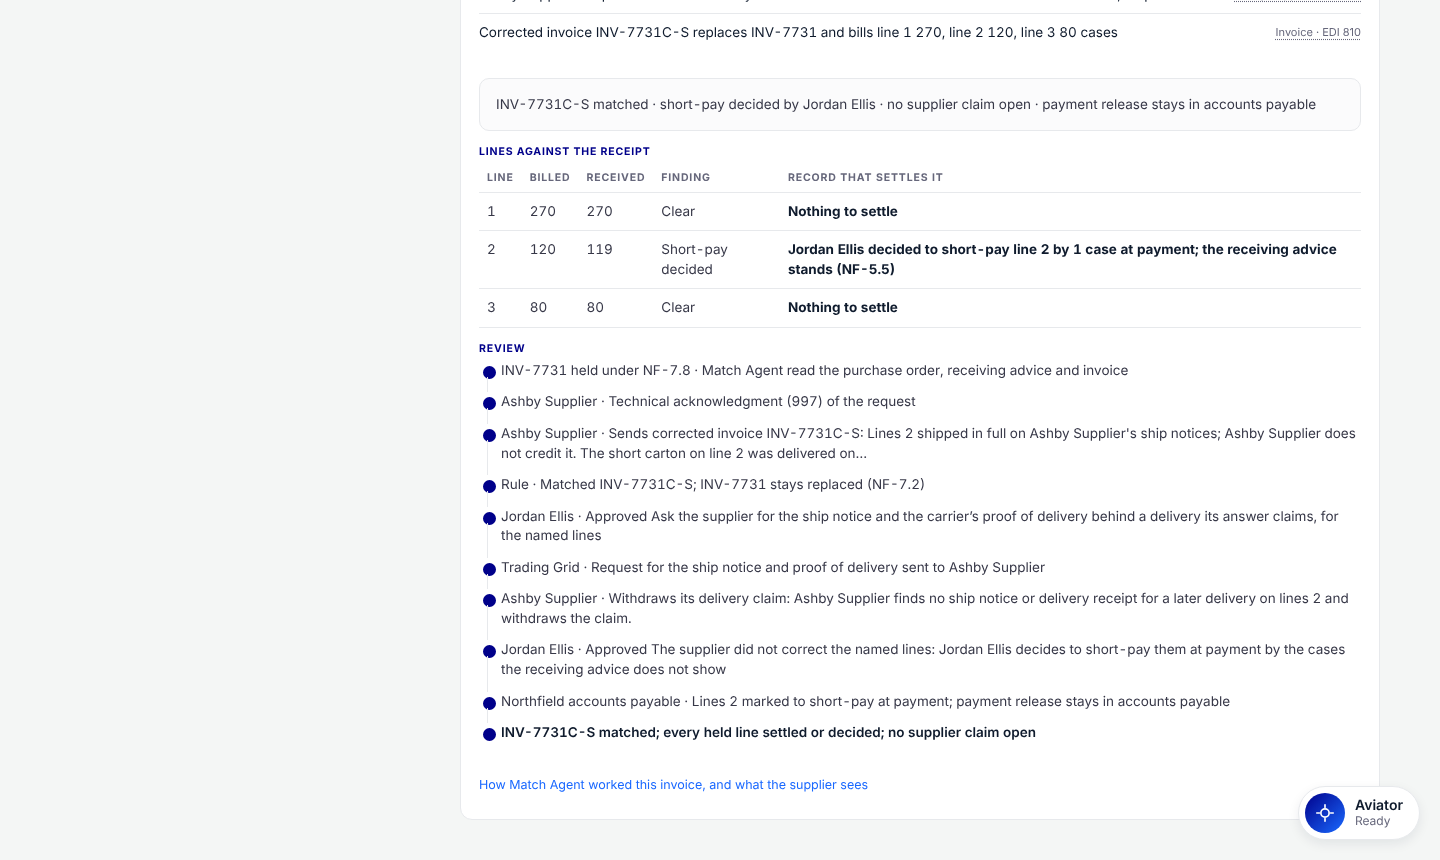 Corrected invoice INV-7731C-S replaces INV-7731 and bills line 1 270, line 2 120, line 3 80 cases
Invoice · EDI 810
INV-7731C-S matched · short-pay decided by Jordan Ellis · no supplier claim open · payment release stays in accounts payable
LINES AGAINST THE RECEIPT
LINE BILLED RECEIVED FINDING RECORD THAT SETTLES IT
1 270 270 Clear Nothing to settle
2 120 119 Short-pay decided Jordan Ellis decided to short-pay line 2 by 1 case at payment; the receiving advice stands (NF-5.5)
3 80 80 Clear Nothing to settle
REVIEW
INV-7731 held under NF-7.8 · Match Agent read the purchase order, receiving advice and invoice
Ashby Supplier · Technical acknowledgment (997) of the request
Ashby Supplier · Sends corrected invoice INV-7731C-S: Lines 2 shipped in full on Ashby Supplier's ship notices; Ashby Supplier does
not credit it. The short carton on line 2 was delivered on...
Rule · Matched INV-7731C-S; INV-7731 stays replaced (NF-7.2)
Jordan Ellis · Approved Ask the supplier for the ship notice and the carrier’s proof of delivery behind a delivery its answer claims, for
the named lines
Trading Grid · Request for the ship notice and proof of delivery sent to Ashby Supplier
Ashby Supplier · Withdraws its delivery claim: Ashby Supplier finds no ship notice or delivery receipt for a later delivery on lines 2 and
withdraws the claim.
Jordan Ellis · Approved The supplier did not correct the named lines: Jordan Ellis decides to short-pay them at payment by the cases
the receiving advice does not show
Northfield accounts payable · Lines 2 marked to short-pay at payment; payment release stays in accounts payable
INV-7731C-S matched; every held line settled or decided; no supplier claim open
How Match Agent worked this invoice, and what the supplier sees
Aviator
Ready